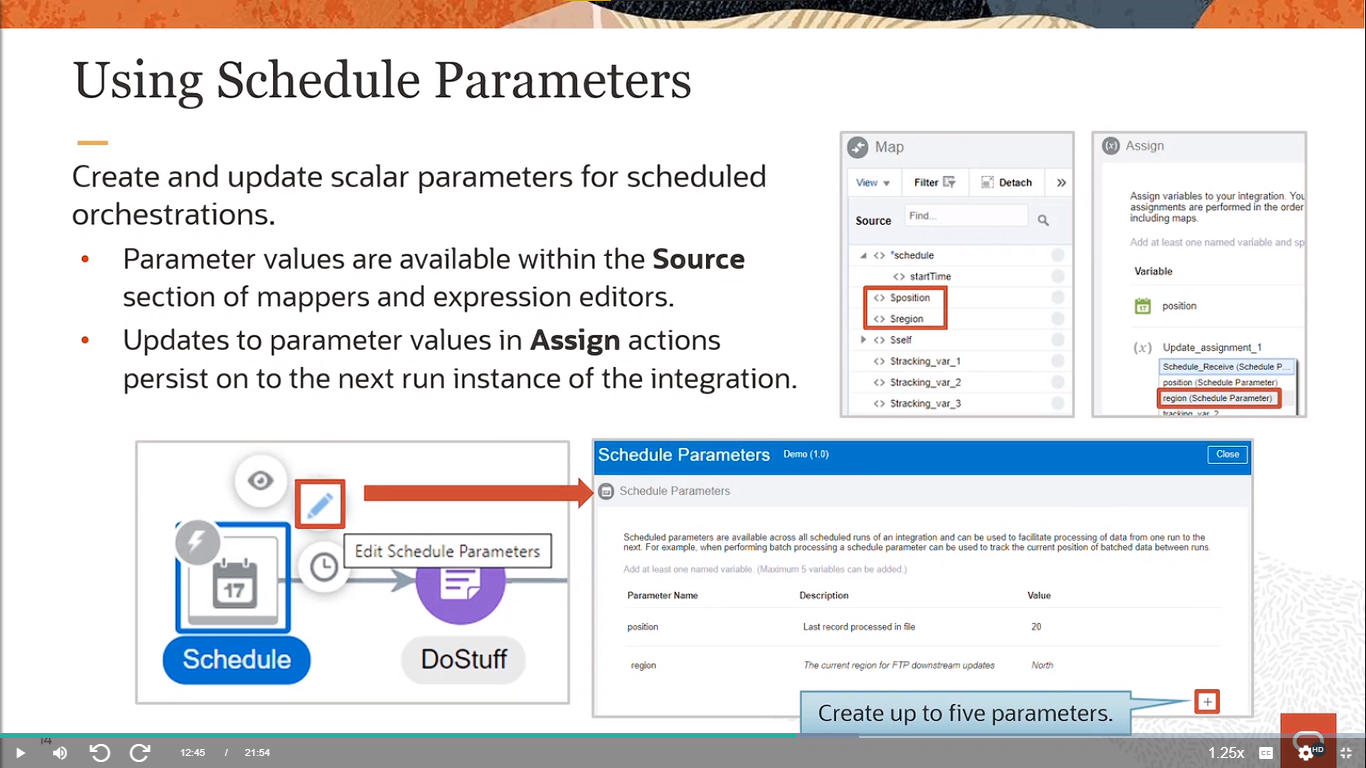 Using Schedule Parameters
Create and update scalar parameters for scheduled
orchestrations.
• Parameter values are available within the Source
section of mappers and expression editors.
• Updates to parameter values in Assign actions
persist on to the next run instance of the integration.
Map
View
Filter
Detach
»
Source
Find...
<> *schedule
<> startTime
<> $position
<> $region
<> $self
<> $tracking_var_1
<> $tracking_var_2
<> $tracking_var_3
(x) Assign
Assign variables to your integration. You
assignments are performed in the order
including maps.
Add at least one named variable and sp
Variable
17 position
(x) Update_assignment_1
Schedule_Receive (Schedule P...
position (Schedule Parameter)
region (Schedule Parameter)
tracking_var_2
17
Edit Schedule Parameters
Schedule
DoStuff
Schedule Parameters Demo (1.0) Close
Schedule Parameters
Scheduled parameters are available across all scheduled runs of an integration and can be used to facilitate processing of data from one run to the
next. For example, when performing batch processing a schedule parameter can be used to track the current position of batched data between runs.
Add at least one named variable. (Maximum 5 variables can be added.)
Parameter Name Description Value
position Last record processed in file 20
region The current region for FTP downstream updates North
+
Create up to five parameters.
14
12:45 / 21:54
1.25x
CC
HD